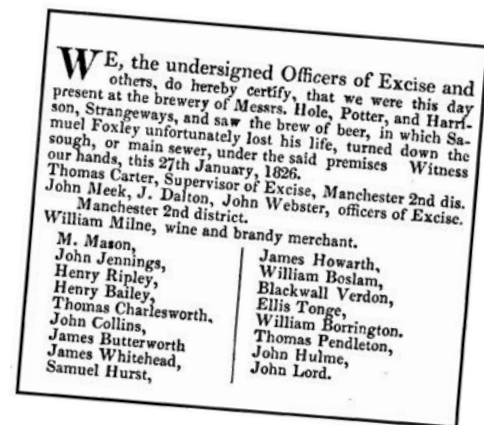 WE, the undersigned Officers of Excise and
others, do hereby certify, that we were this day
present at the brewery of Messrs. Hole, Potter, and Harri-
son, Strangeways, and saw the brew of beer, in which Sa-
muel Foxley unfortunately lost his life, turned down the
sough, or main sewer, under the said premises Witness
our hands, this 27th January, 1826.
Thomas Carter, Supervisor of Excise, Manchester 2nd dis.
John Meek, J. Dalton, John Webster, officers of Excise.
Manchester 2nd district.
William Milne, wine and brandy merchant.
M. Mason,
John Jennings,
Henry Ripley,
Henry Bailey,
Thomas Charlesworth,
John Collins,
James Butterworth
James Whitehead,
Samuel Hurst,
James Howarth,
William Boslam,
Blackwall Verdon,
Ellis Tonge,
William Borrington.
Thomas Pendleton,
John Hulme,
John Lord.